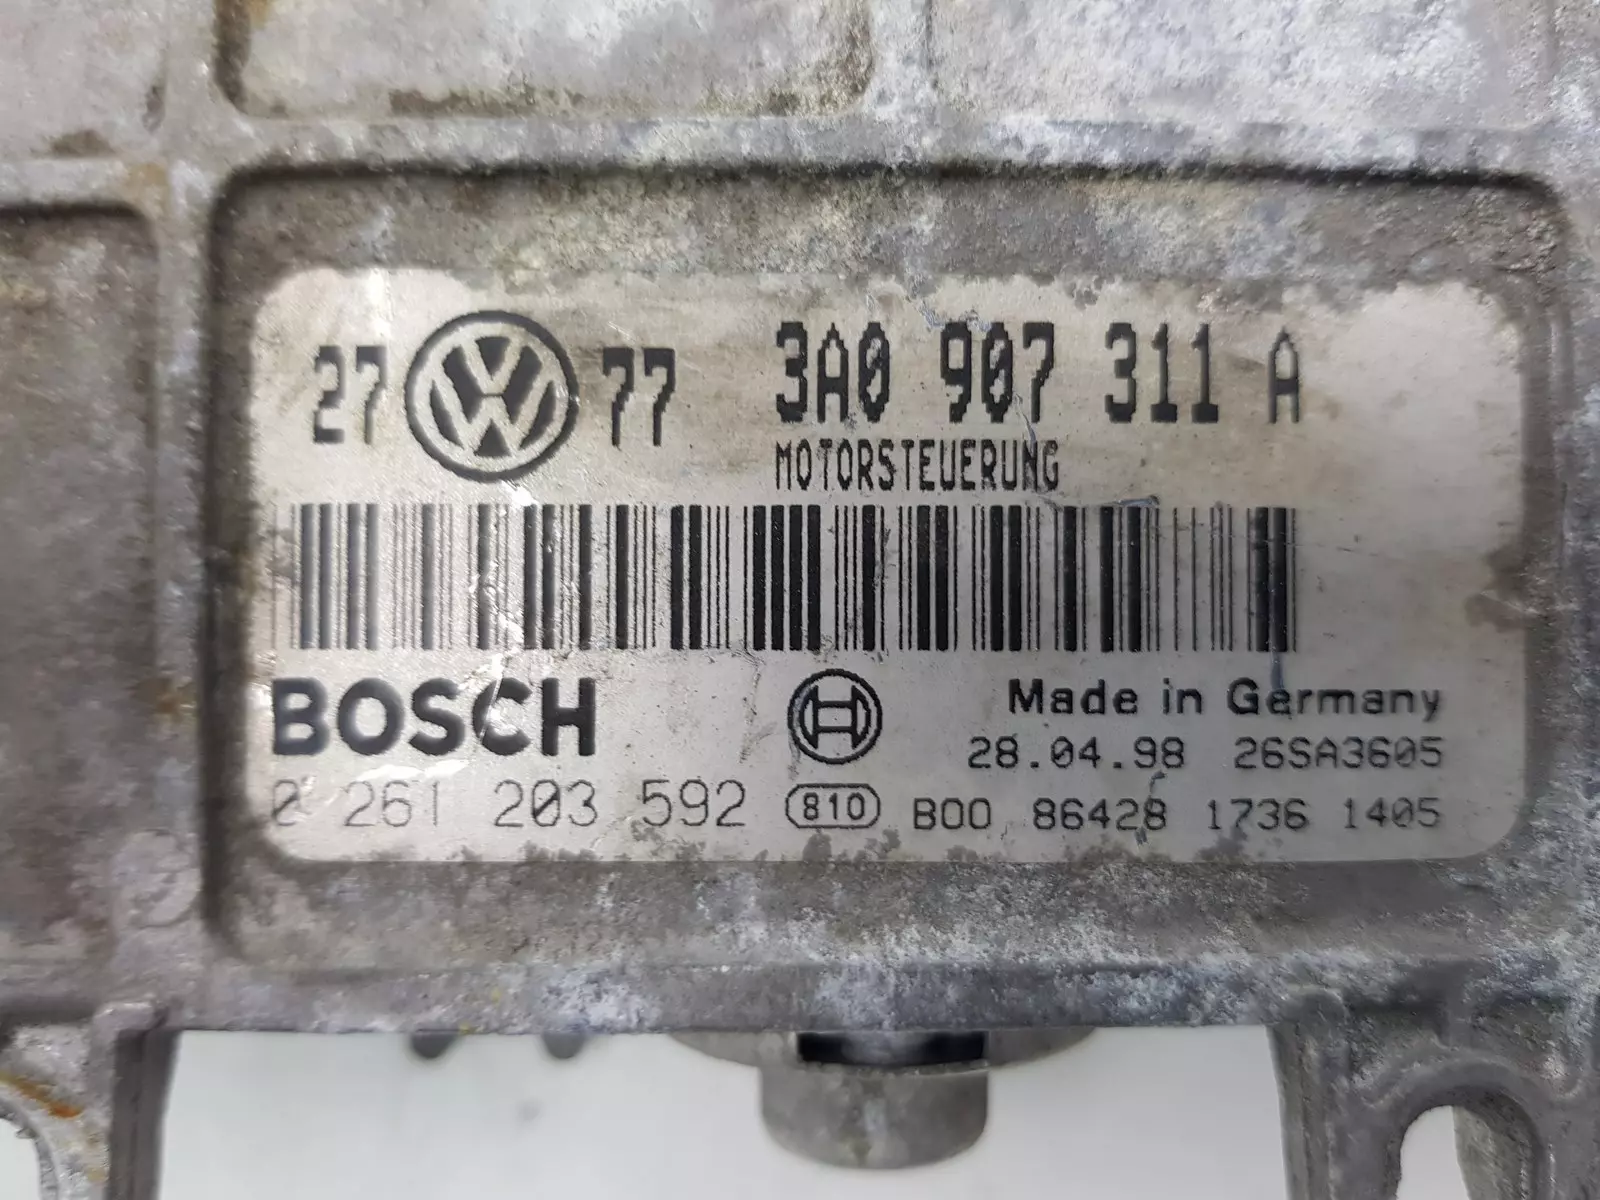 27 VW 77 3A0 907 311 A
MOTORSTEUERUNG
BOSCH
Made in Germany
28.04.98 26SA3605
0 261 203 592 810 B00 86428 1736 1405